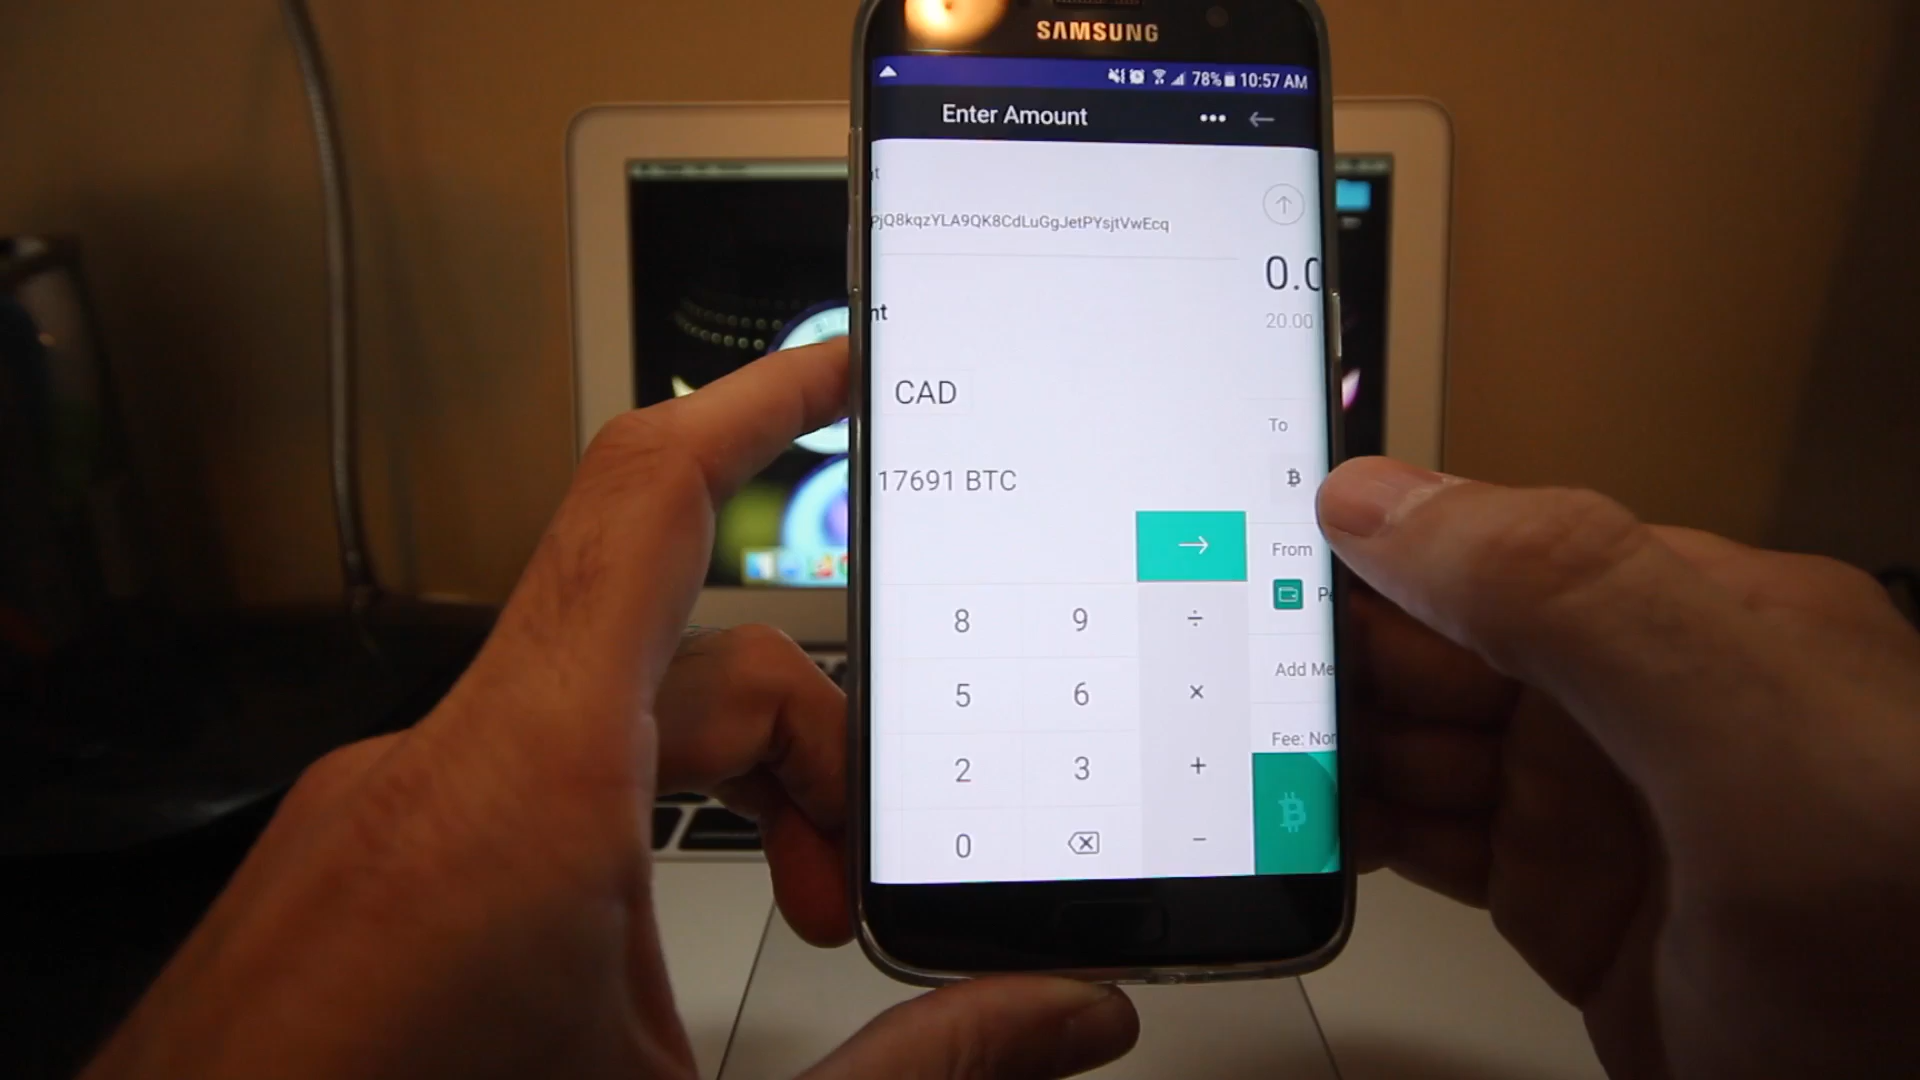 SAMSUNG
78% 10:57 AM
Enter Amount
PjQ8kqzYLA9QK8CdLuGgJetPYsjtVwEcq
0.0
20.00
nt
CAD
To
17691 BTC
From
8 9 ÷
5 6 ×
Add Me
2 3 +
Fee: Nor
0 −